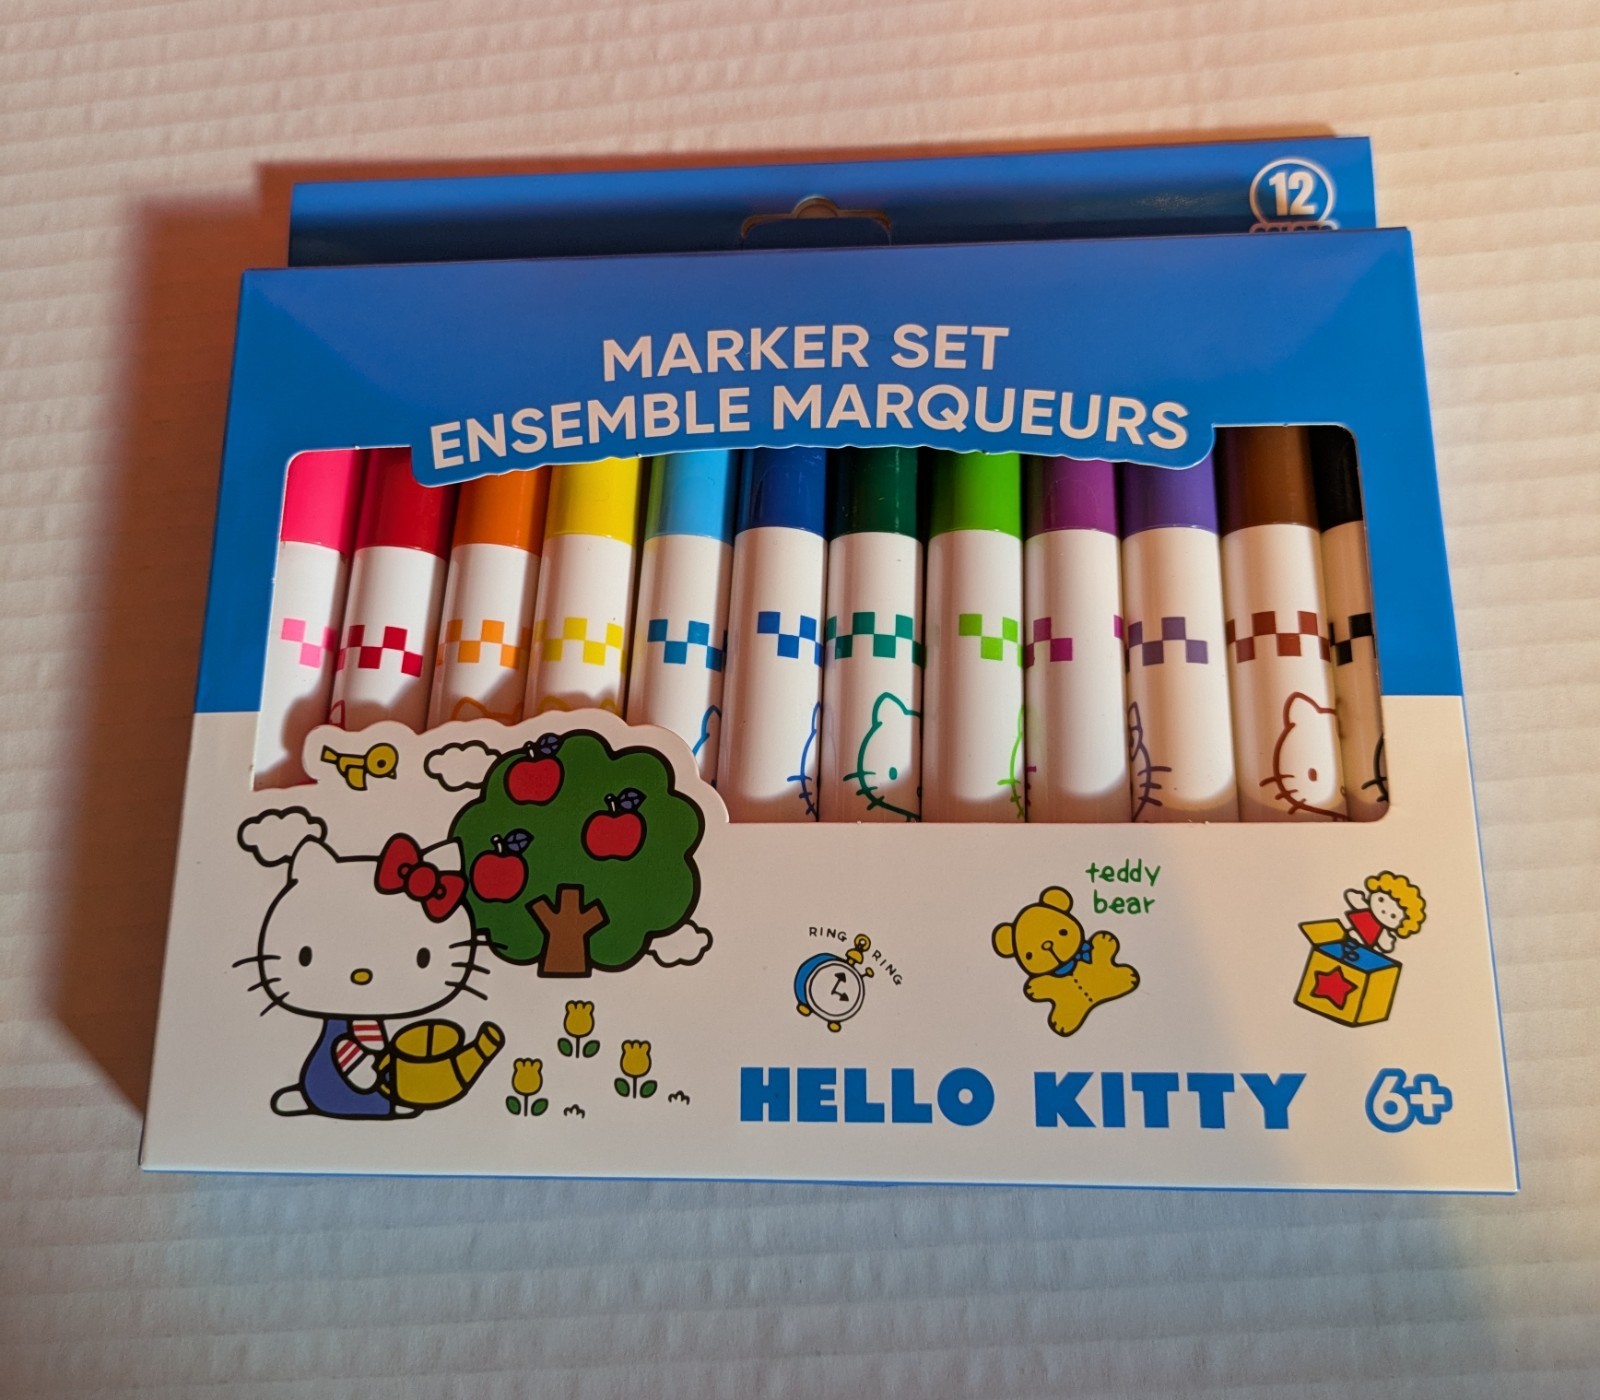 12
MARKER SET
ENSEMBLE MARQUEURS
teddy
bear
RING
RING
HELLO KITTY 6+